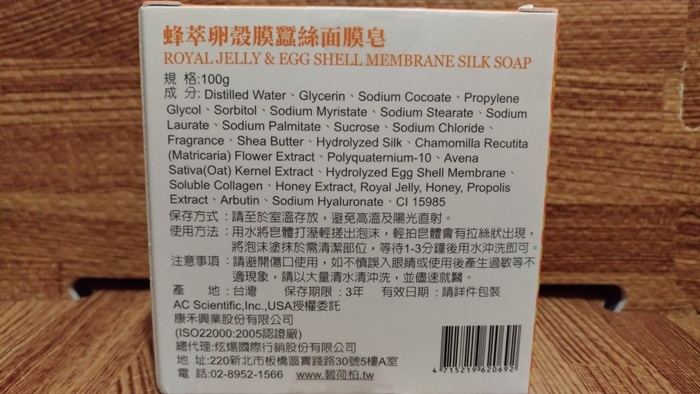 蜂萃卵殼膜蠶絲面膜皂
ROYAL JELLY & EGG SHELL MEMBRANE SILK SOAP
規 格:100g
成 分: Distilled Water、Glycerin、Sodium Cocoate、Propylene
Glycol、Sorbitol、Sodium Myristate、Sodium Stearate、Sodium
Laurate、Sodium Palmitate、Sucrose、Sodium Chloride、
Fragrance、Shea Butter、Hydrolyzed Silk、Chamomilla Recutita
(Matricaria) Flower Extract、Polyquaternium-10、Avena
Sativa(Oat) Kernel Extract、Hydrolyzed Egg Shell Membrane、
Soluble Collagen、Honey Extract, Royal Jelly, Honey, Propolis
Extract、Arbutin、Sodium Hyaluronate、CI 15985
保存方式:請至於室溫存放，避免高溫及陽光直射。
使用方法:用水將皂體打溼輕搓出泡沫，輕拍皂體會有拉絲狀出現，
將泡沫塗抹於需清潔部位，等待1-3分鐘後用水沖洗即可。
注意事項:請避開傷口使用，如不慎誤入眼睛或使用後產生過敏等不
適現象，請以大量清水清沖洗，並儘速就醫。
產 地:台灣 保存期限:3年 有效日期:請詳件包裝
AC Scientific,Inc.,USA授權委託
康禾興業股份有限公司
(ISO22000:2005認證廠)
總代理:炫煬國際行銷股份有限公司
地 址:220新北市板橋區實踐路30號5樓A室
電 話:02-8952-1566 www.碧荷柏.tw
4715219620692